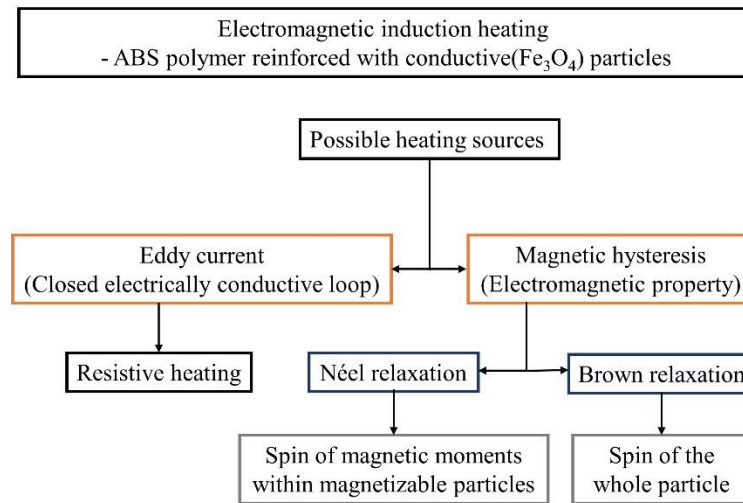 Electromagnetic induction heating
- ABS polymer reinforced with conductive(Fe₃O₄) particles
Possible heating sources
Eddy current
(Closed electrically conductive loop)
Magnetic hysteresis
(Electromagnetic property)
Resistive heating
Néel relaxation
Brown relaxation
Spin of magnetic moments
within magnetizable particles
Spin of the
whole particle